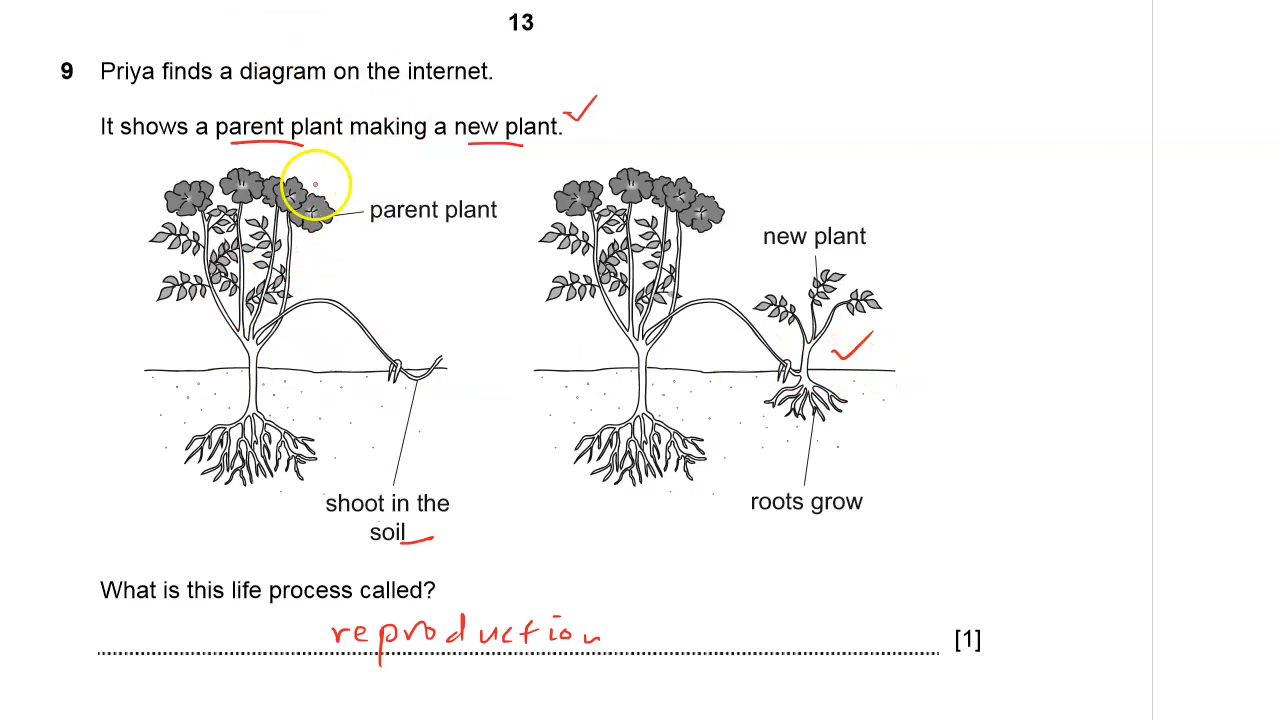 13
9 Priya finds a diagram on the internet.
It shows a parent plant making a new plant.
parent plant
new plant
shoot in the
soil
roots grow
What is this life process called?
reproduction
[1]